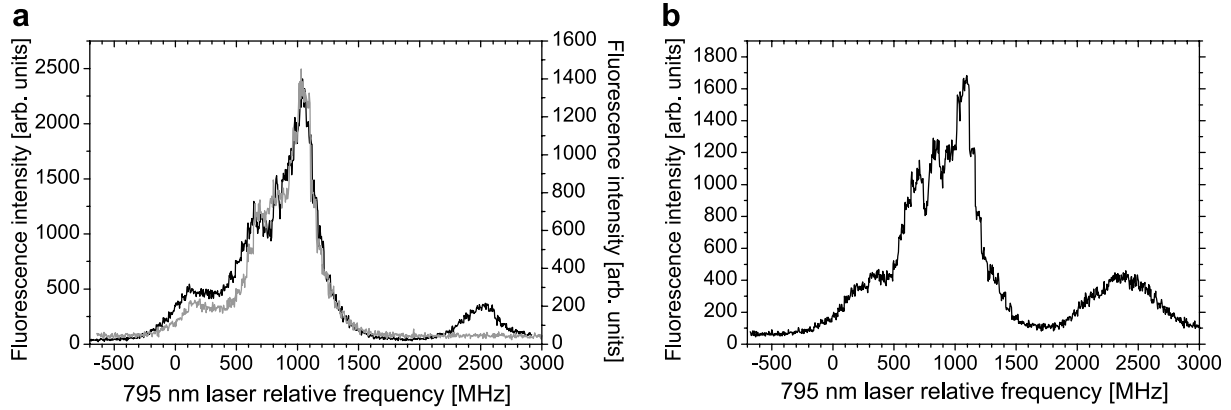 a
Fluorescence intensity [arb. units]
2500
2000
1500
1000
500
0
1600
1400
1200
1000
800
600
400
200
0
Fluorescence intensity [arb. units]
-500 0 500 1000 1500 2000 2500 3000
795 nm laser relative frequency [MHz]
b
Fluorescence intensity [arb. units]
1800
1600
1400
1200
1000
800
600
400
200
0
-500 0 500 1000 1500 2000 2500 3000
795 nm laser relative frequency [MHz]